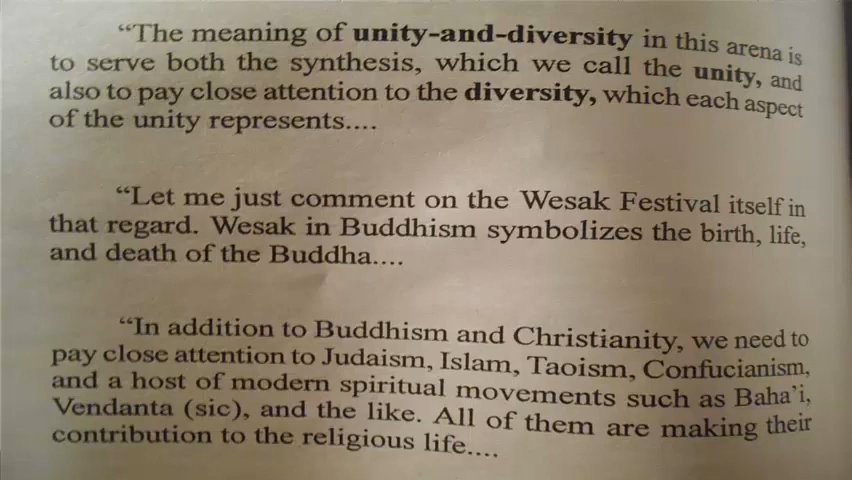 “The meaning of unity-and-diversity in this arena is
to serve both the synthesis, which we call the unity, and
also to pay close attention to the diversity, which each aspect
of the unity represents....
“Let me just comment on the Wesak Festival itself in
that regard. Wesak in Buddhism symbolizes the birth, life,
and death of the Buddha....
“In addition to Buddhism and Christianity, we need to
pay close attention to Judaism, Islam, Taoism, Confucianism,
and a host of modern spiritual movements such as Baha’i,
Vendanta (sic), and the like. All of them are making their
contribution to the religious life....